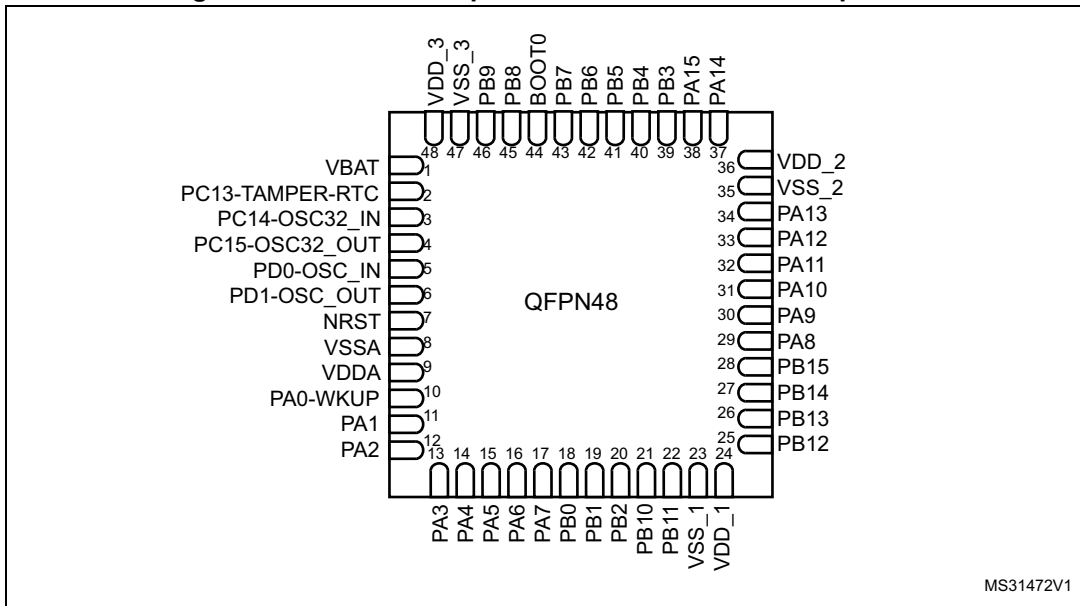 VDD_3
VSS_3
PB9
PB8
BOOT0
PB7
PB6
PB5
PB4
PB3
PA15
PA14
48
47
46
45
44
43
42
41
40
39
38
37
VBAT
1
PC13-TAMPER-RTC
2
PC14-OSC32_IN
3
PC15-OSC32_OUT
4
PD0-OSC_IN
5
PD1-OSC_OUT
6
NRST
7
VSSA
8
VDDA
9
PA0-WKUP
10
PA1
11
PA2
12
QFPN48
36
VDD_2
35
VSS_2
34
PA13
33
PA12
32
PA11
31
PA10
30
PA9
29
PA8
28
PB15
27
PB14
26
PB13
25
PB12
13
14
15
16
17
18
19
20
21
22
23
24
PA3
PA4
PA5
PA6
PA7
PB0
PB1
PB2
PB10
PB11
VSS_1
VDD_1
MS31472V1